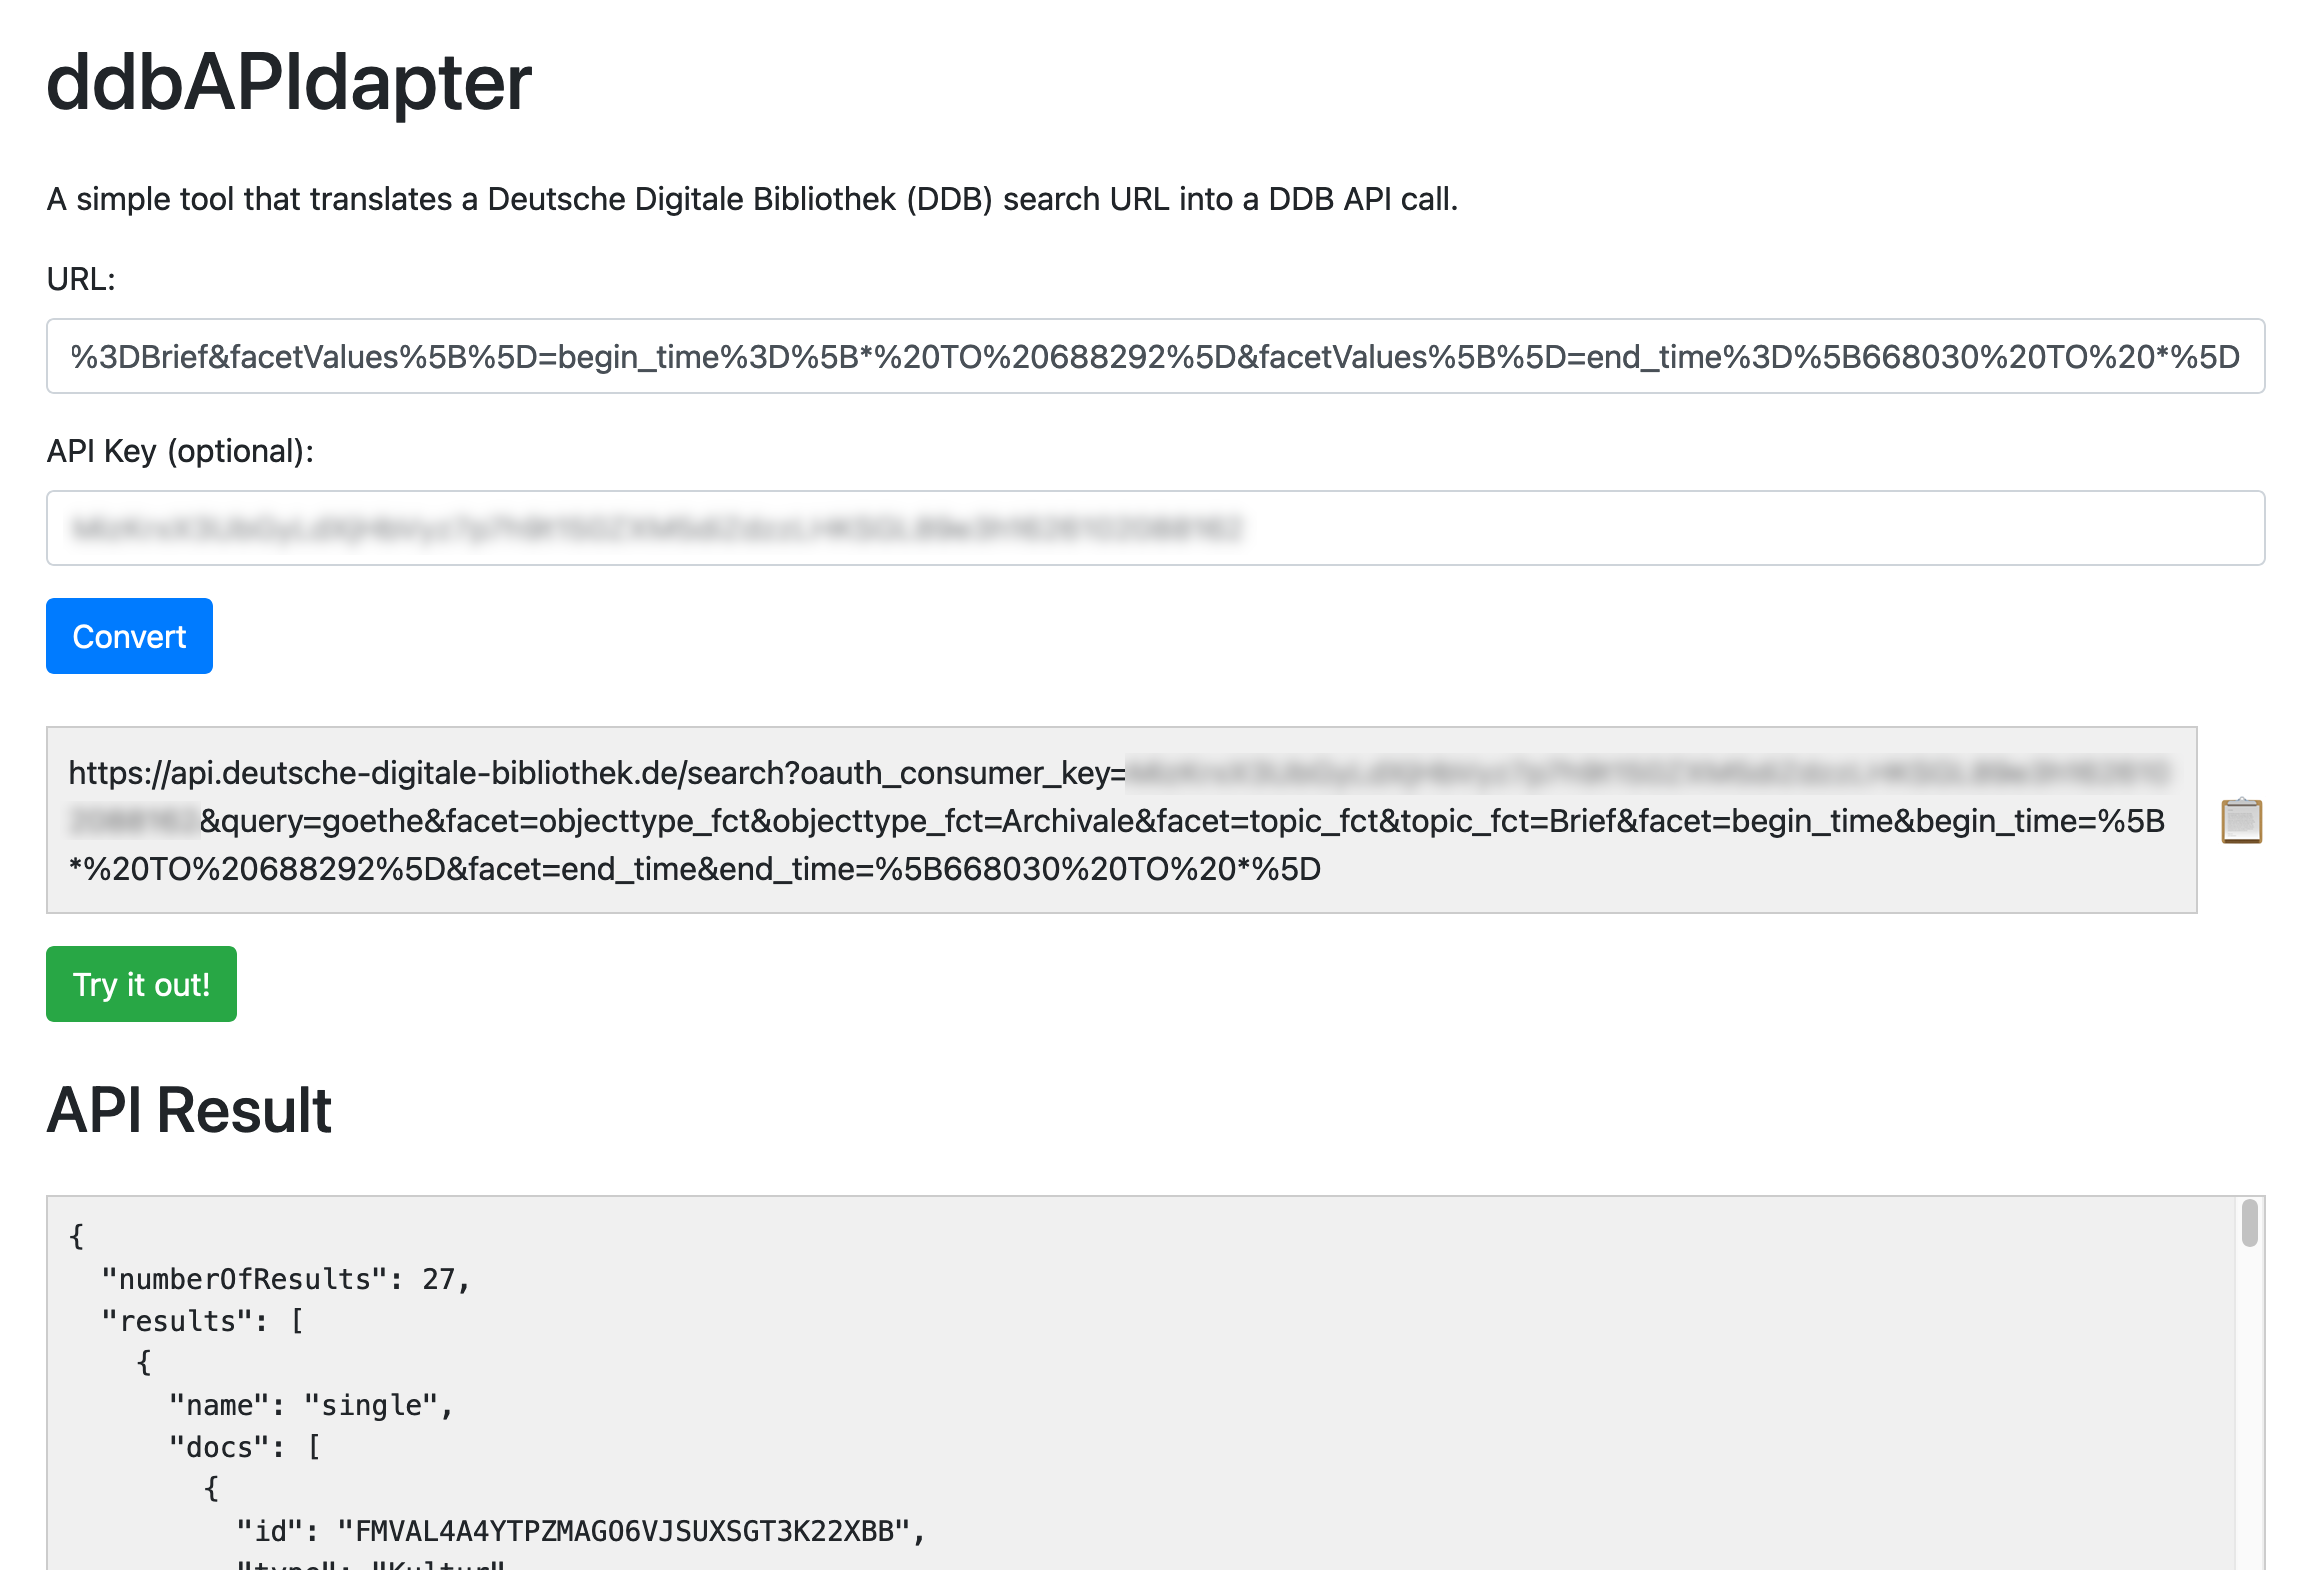 ddbAPIdapter
A simple tool that translates a Deutsche Digitale Bibliothek (DDB) search URL into a DDB API call.
URL:
%3DBrief&facetValues%5B%5D=begin_time%3D%5B*%20TO%20688292%5D&facetValues%5B%5D=end_time%3D%5B668030%20TO%20*%5D
API Key (optional):
Convert
https://api.deutsche-digitale-bibliothek.de/search?oauth_consumer_key=
&query=goethe&facet=objecttype_fct&objecttype_fct=Archivale&facet=topic_fct&topic_fct=Brief&facet=begin_time&begin_time=%5B
*%20TO%20688292%5D&facet=end_time&end_time=%5B668030%20TO%20*%5D
Try it out!
API Result
{
"numberOfResults": 27,
"results": [
{
"name": "single",
"docs": [
{
"id": "FMVAL4A4YTPZMAGO6VJSUXSGT3K22XBB",
"type": "Kultur"